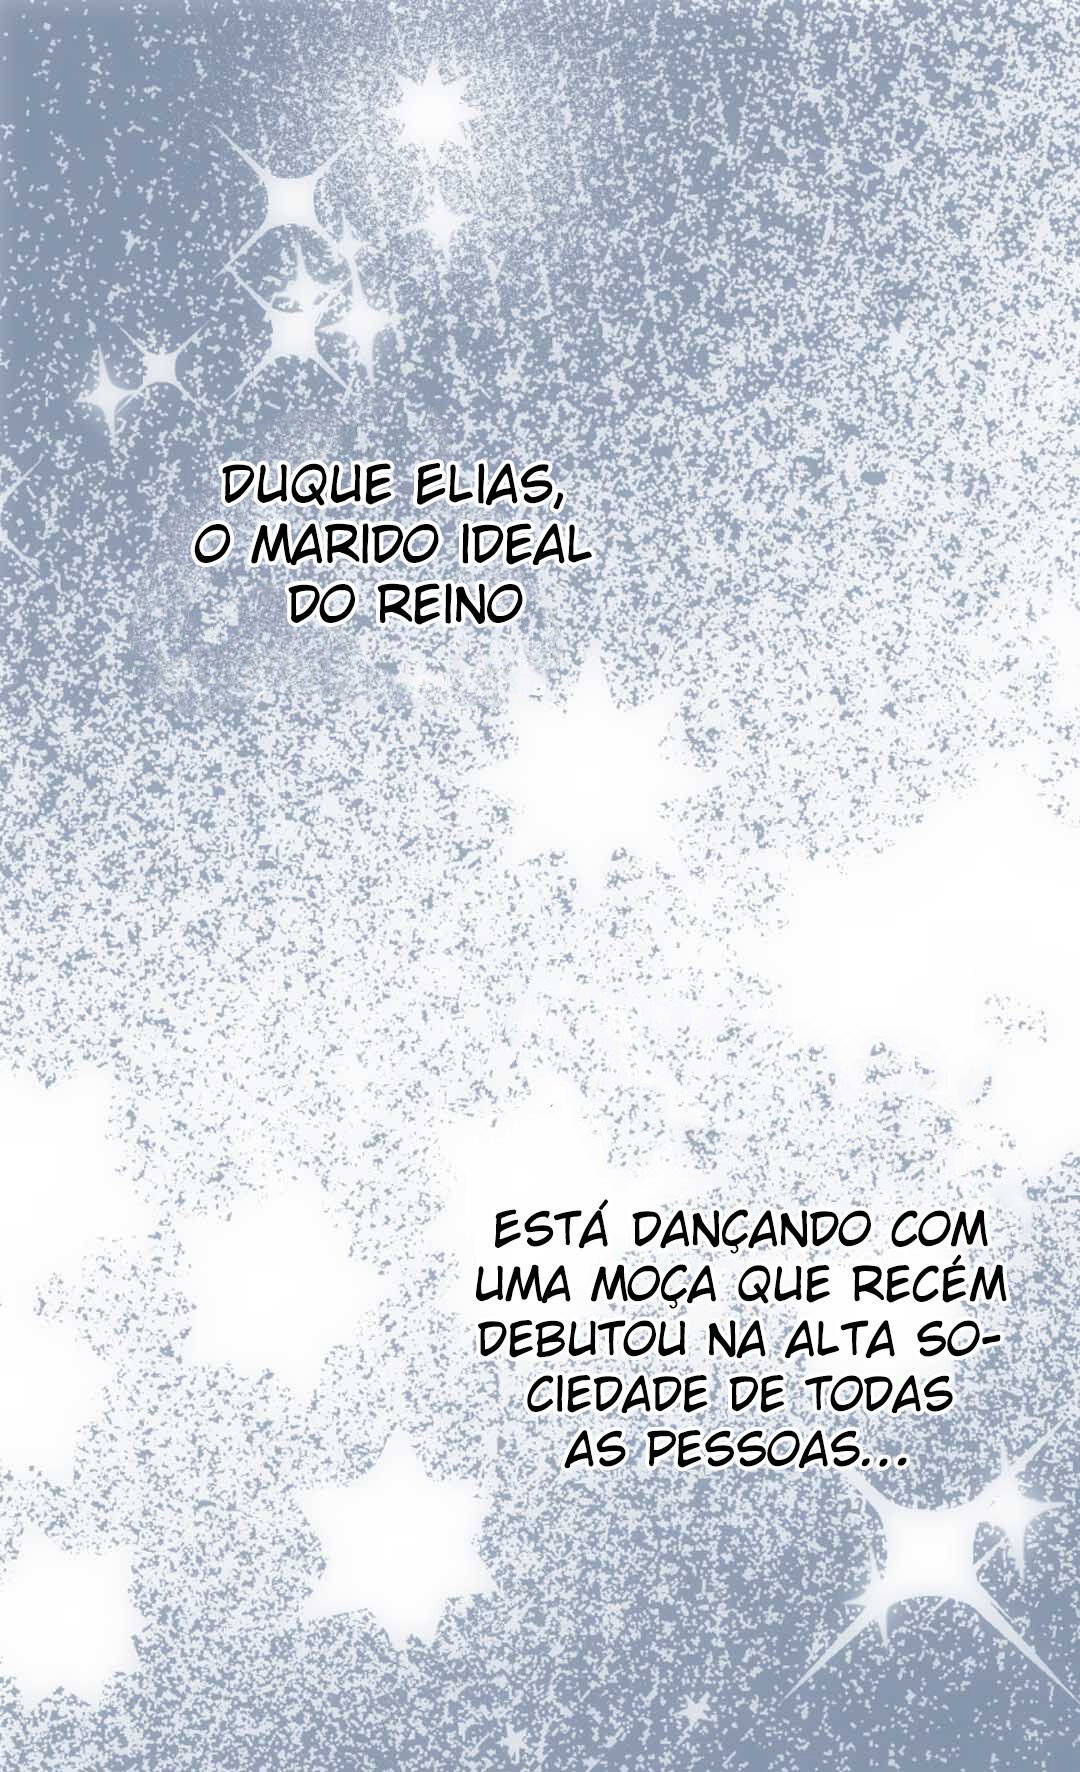 DUQUE ELIAS,
O MARIDO IDEAL
DO REINO
ESTÁ DANÇANDO COM
UMA MOÇA QUE RECÉM
DEBUTOU NA ALTA SO-
CIEDADE DE TODAS
AS PESSOAS...